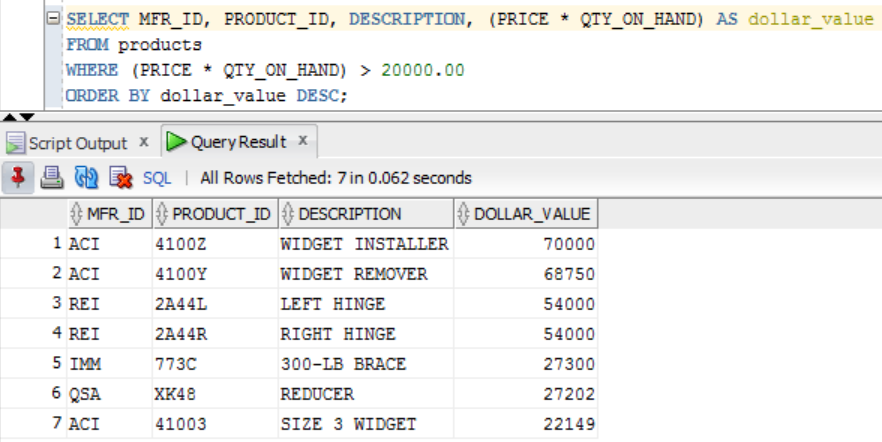 SELECT MFR_ID, PRODUCT_ID, DESCRIPTION, (PRICE * QTY_ON_HAND) AS dollar_value
FROM products
WHERE (PRICE * QTY_ON_HAND) > 20000.00
ORDER BY dollar_value DESC;
Script Output x Query Result x
SQL | All Rows Fetched: 7 in 0.062 seconds
MFR_ID PRODUCT_ID DESCRIPTION DOLLAR_VALUE
1 ACI 4100Z WIDGET INSTALLER 70000
2 ACI 4100Y WIDGET REMOVER 68750
3 REI 2A44L LEFT HINGE 54000
4 REI 2A44R RIGHT HINGE 54000
5 IMM 773C 300-LB BRACE 27300
6 QSA XK48 REDUCER 27202
7 ACI 41003 SIZE 3 WIDGET 22149